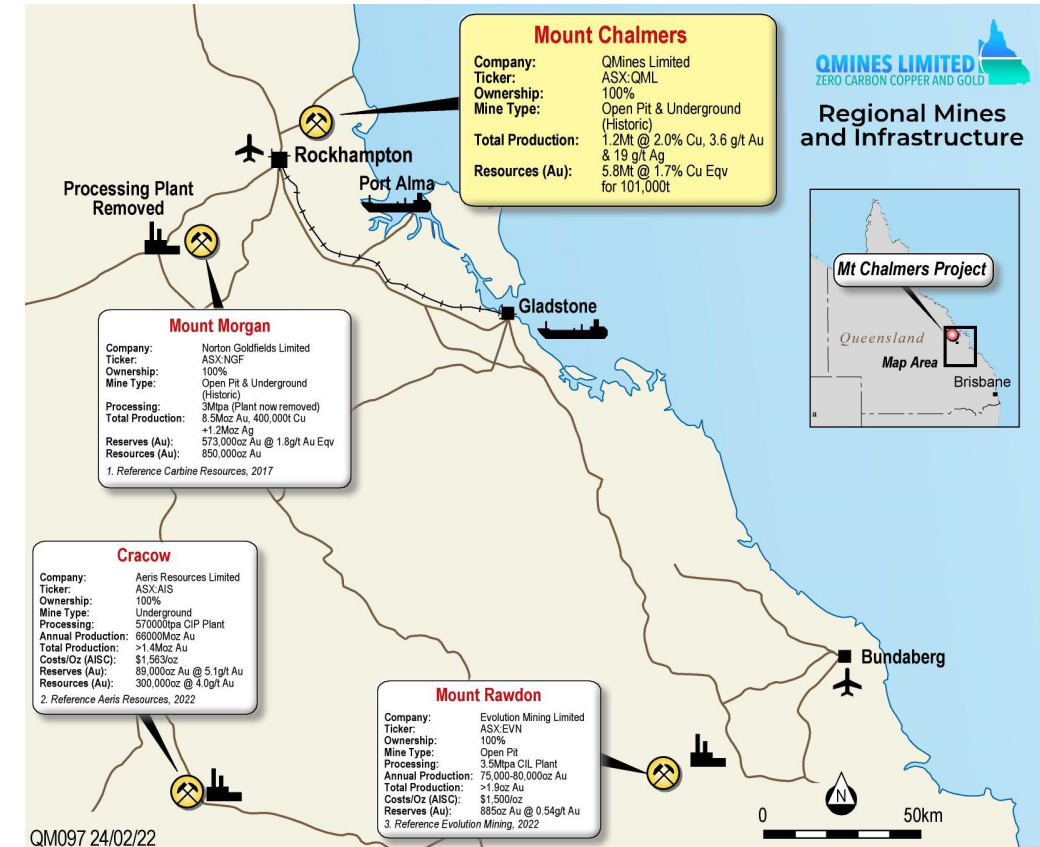 Mount Chalmers
Company: QMines Limited
Ticker: ASX:QML
Ownership: 100%
Mine Type: Open Pit & Underground
(Historic)
Total Production: 1.2Mt @ 2.0% Cu, 3.6 g/t Au
& 19 g/t Ag
Resources (Au): 5.8Mt @ 1.7% Cu Eqv
for 101,000t
QMINES LIMITED
ZERO CARBON COPPER AND GOLD
Regional Mines
and Infrastructure
Rockhampton
Port Alma
Processing Plant
Removed
Gladstone
Mt Chalmers Project
Queensland
Map Area
Brisbane
a
Mount Morgan
Company: Norton Goldfields Limited
Ticker: ASX:NGF
Ownership: 100%
Mine Type: Open Pit & Underground
(Historic)
Processing: 3Mtpa (Plant now removed)
Total Production: 8.5Moz Au, 400,000t Cu
+1.2Moz Ag
Reserves (Au): 573,000oz Au @ 1.8g/t Au Eqv
Resources (Au): 850,000oz Au
1. Reference Carbine Resources, 2017
Cracow
Company: Aeris Resources Limited
Ticker: ASX:AIS
Ownership: 100%
Mine Type: Underground
Processing: 570000tpa CIP Plant
Annual Production: 66000Moz Au
Total Production: >1.4Moz Au
Costs/Oz (AISC): $1,563/oz
Reserves (Au): 89,000oz Au @ 5.1g/t Au
Resources (Au): 300,000oz @ 4.0g/t Au
2. Reference Aeris Resources, 2022
Mount Rawdon
Company: Evolution Mining Limited
Ticker: ASX:EVN
Ownership: 100%
Mine Type: Open Pit
Processing: 3.5Mtpa CIL Plant
Annual Production: 75,000-80,000oz Au
Total Production: >1.9oz Au
Costs/Oz (AISC): $1,500/oz
Reserves (Au): 885oz Au @ 0.54g/t Au
3. Reference Evolution Mining, 2022
Bundaberg
N
0 50km
QM097 24/02/22